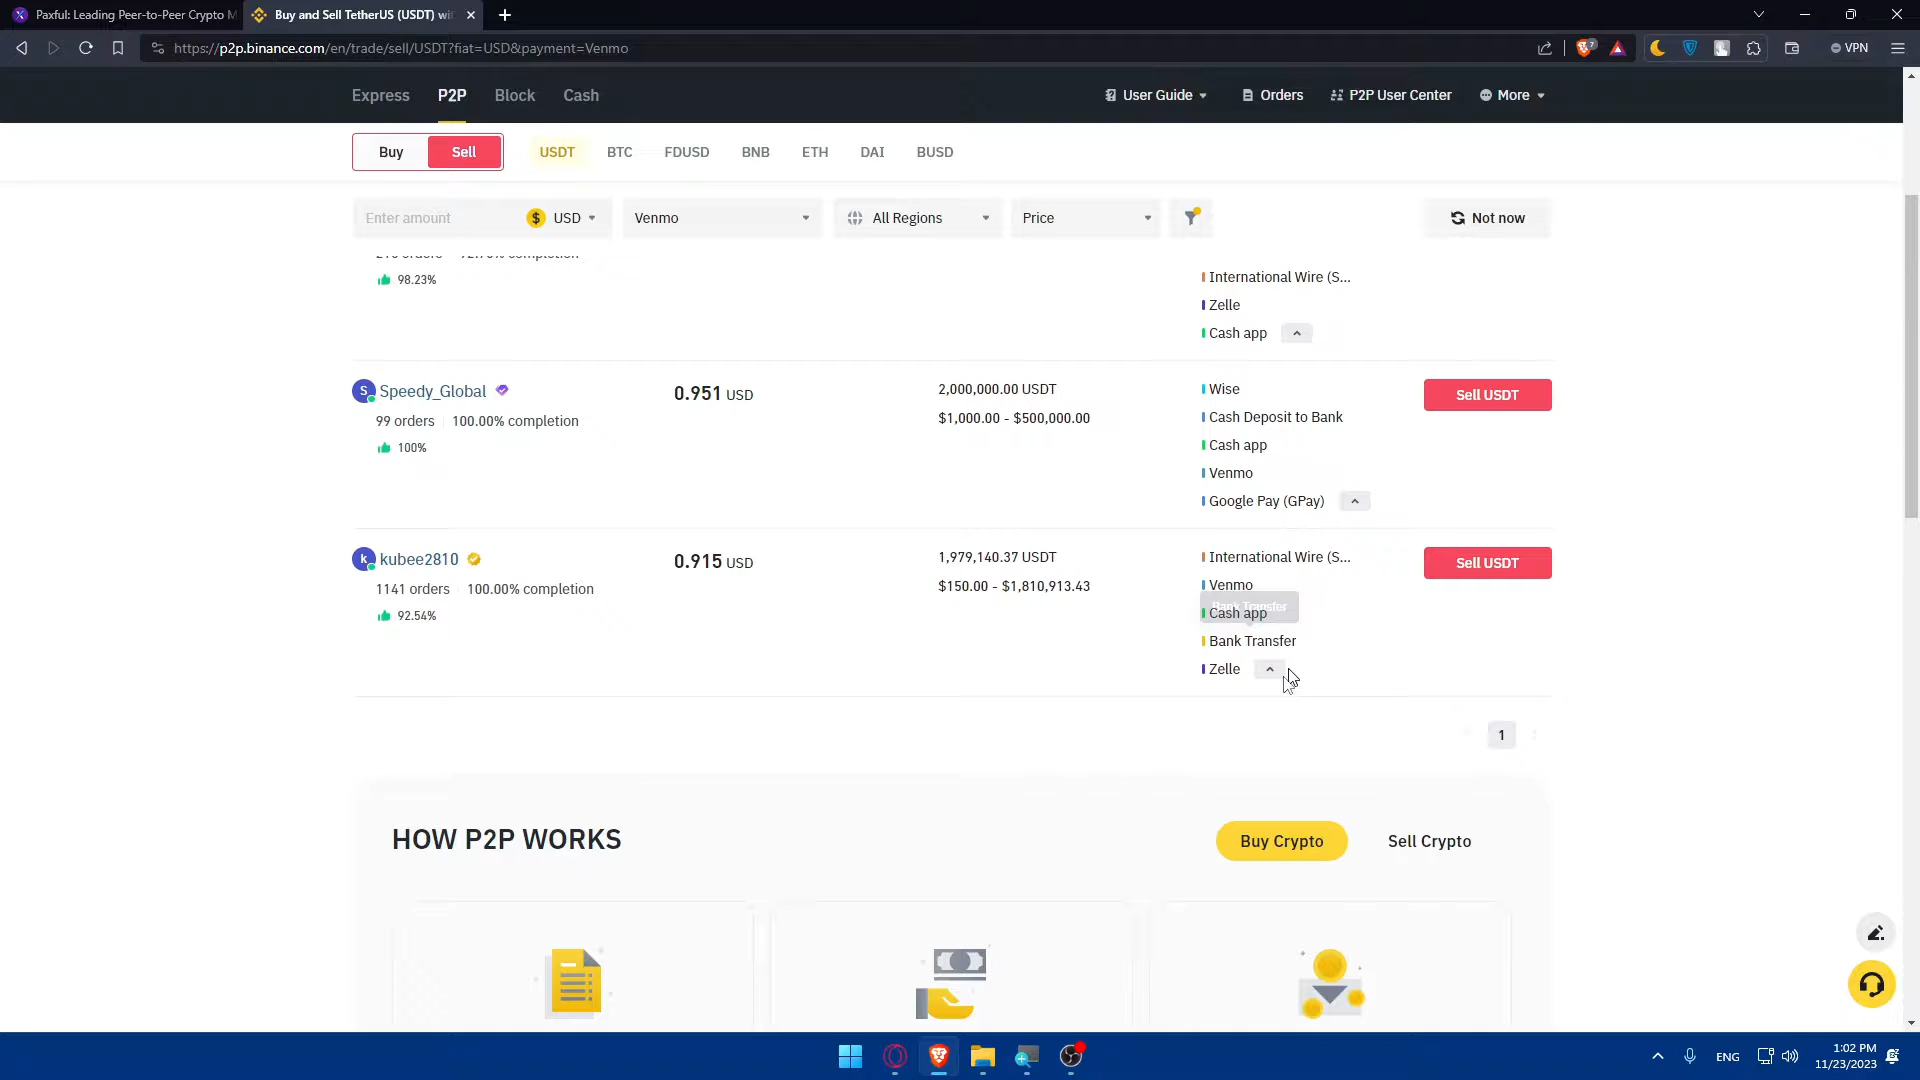 Paxful: Leading Peer-to-Peer Crypto M
Buy and Sell TetherUS (USDT) wit
https://p2p.binance.com/en/trade/sell/USDT?fiat=USD&payment=Venmo
7
VPN
Express P2P Block Cash
User Guide Orders P2P User Center More
Buy Sell USDT BTC FDUSD BNB ETH DAI BUSD
Enter amount $ USD Venmo All Regions Price Not now
98.23%
International Wire (S...
Zelle
Cash app
S Speedy_Global
99 orders 100.00% completion
100%
0.951 USD
2,000,000.00 USDT
$1,000.00 - $500,000.00
Wise
Cash Deposit to Bank
Cash app
Venmo
Google Pay (GPay)
Sell USDT
k kubee2810
1141 orders 100.00% completion
92.54%
0.915 USD
1,979,140.37 USDT
$150.00 - $1,810,913.43
International Wire (S...
Venmo
Cash app
Bank Transfer
Zelle
Sell USDT
1
HOW P2P WORKS
Buy Crypto Sell Crypto
ENG
1:02 PM
11/23/2023